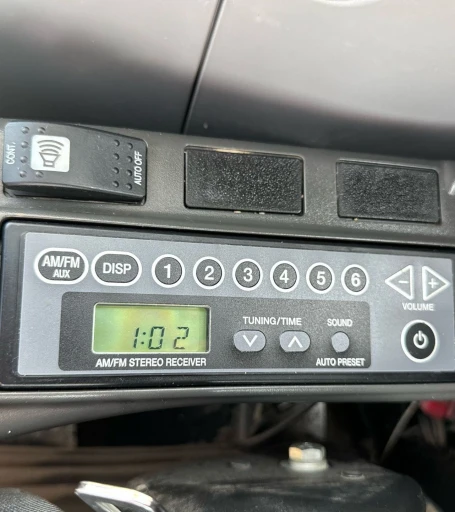 CONT.
AUTO OFF
AM/FM
AUX
DISP
1
2
3
4
5
6
VOLUME
1:02
TUNING/TIME
SOUND
AM/FM STEREO RECEIVER
AUTO PRESET